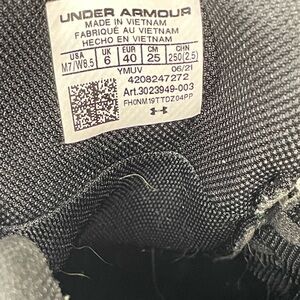 UNDER ARMOUR
MADE IN VIETNAM
FABRIQUÉ AU VIETNAM
HECHO EN VIETNAM
USA UK EUR CM CHN
M7/W8.5 6 40 25 250(2.5)
YMUV 06/21
4208247272
Art.3023949-003
FH0NM19TTDZ04PP